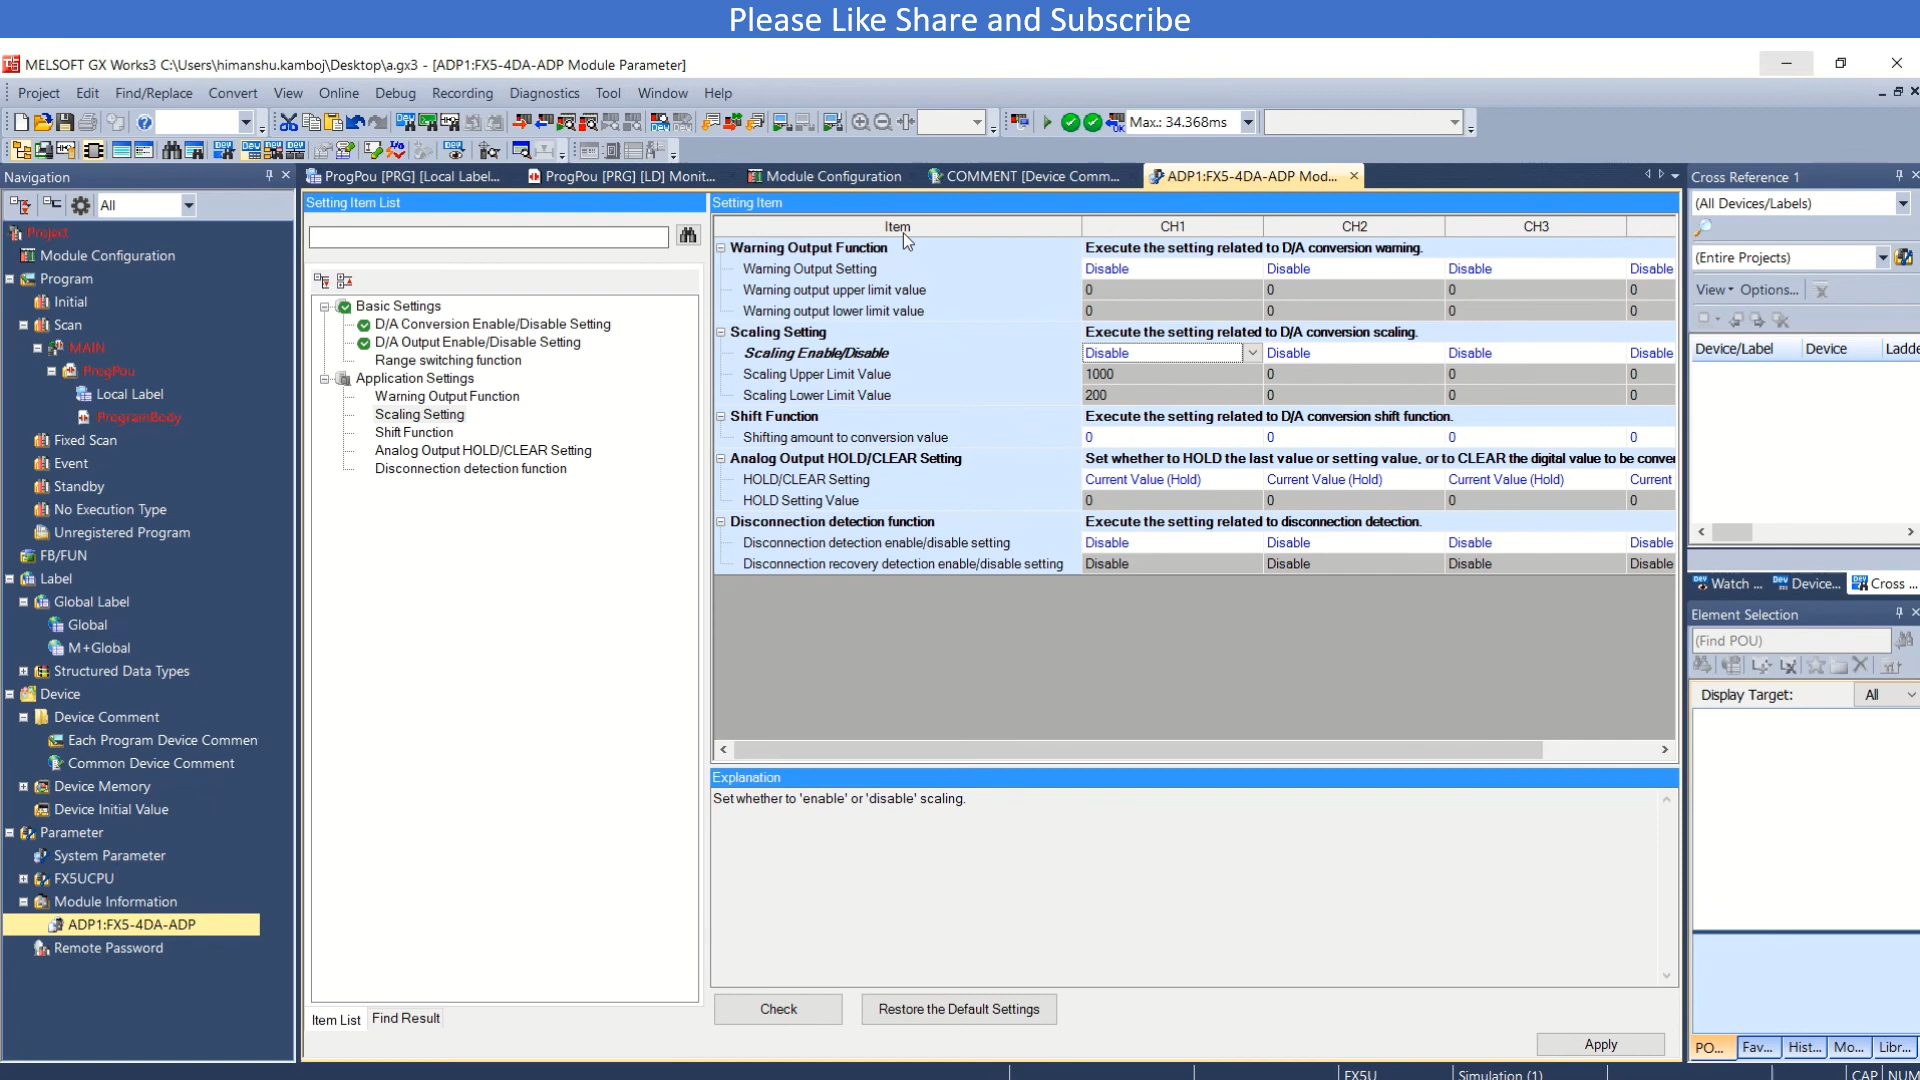 Please Like Share and Subscribe
MELSOFT GX Works3 C:\Users\himanshu.kamboj\Desktop\a.gx3 - [ADP1:FX5-4DA-ADP Module Parameter]
Project Edit Find/Replace Convert View Online Debug Recording Diagnostics Tool Window Help
Max.: 34.368ms
Navigation
All
Project
Module Configuration
Program
Initial
Scan
MAIN
ProgPou
Local Label
ProgramBody
Fixed Scan
Event
Standby
No Execution Type
Unregistered Program
FB/FUN
Label
Global Label
Global
M+Global
Structured Data Types
Device
Device Comment
Each Program Device Commen
Common Device Comment
Device Memory
Device Initial Value
Parameter
System Parameter
FX5UCPU
Module Information
ADP1:FX5-4DA-ADP
Remote Password
ProgPou [PRG] [Local Label... ProgPou [PRG] [LD] Monit... Module Configuration COMMENT [Device Comm... ADP1:FX5-4DA-ADP Mod...
Setting Item List
Basic Settings
D/A Conversion Enable/Disable Setting
D/A Output Enable/Disable Setting
Range switching function
Application Settings
Warning Output Function
Scaling Setting
Shift Function
Analog Output HOLD/CLEAR Setting
Disconnection detection function
Item List Find Result
Setting Item
Item CH1 CH2 CH3
Warning Output Function Execute the setting related to D/A conversion warning.
Warning Output Setting Disable Disable Disable Disable
Warning output upper limit value 0 0 0 0
Warning output lower limit value 0 0 0 0
Scaling Setting Execute the setting related to D/A conversion scaling.
Scaling Enable/Disable Disable Disable Disable Disable
Scaling Upper Limit Value 1000 0 0 0
Scaling Lower Limit Value 200 0 0 0
Shift Function Execute the setting related to D/A conversion shift function.
Shifting amount to conversion value 0 0 0 0
Analog Output HOLD/CLEAR Setting Set whether to HOLD the last value or setting value, or to CLEAR the digital value to be conver
HOLD/CLEAR Setting Current Value (Hold) Current Value (Hold) Current Value (Hold) Current
HOLD Setting Value 0 0 0 0
Disconnection detection function Execute the setting related to disconnection detection.
Disconnection detection enable/disable setting Disable Disable Disable Disable
Disconnection recovery detection enable/disable setting Disable Disable Disable Disable
Explanation
Set whether to 'enable' or 'disable' scaling.
Check Restore the Default Settings
Apply
Cross Reference 1
(All Devices/Labels)
(Entire Projects)
View Options...
Device/Label Device Ladde
Watch ... Device... Cross ...
Element Selection
(Find POU)
Display Target: All
PO... Fav... Hist... Mo... Libr...
FX5U Simulation (1) CAP NUM